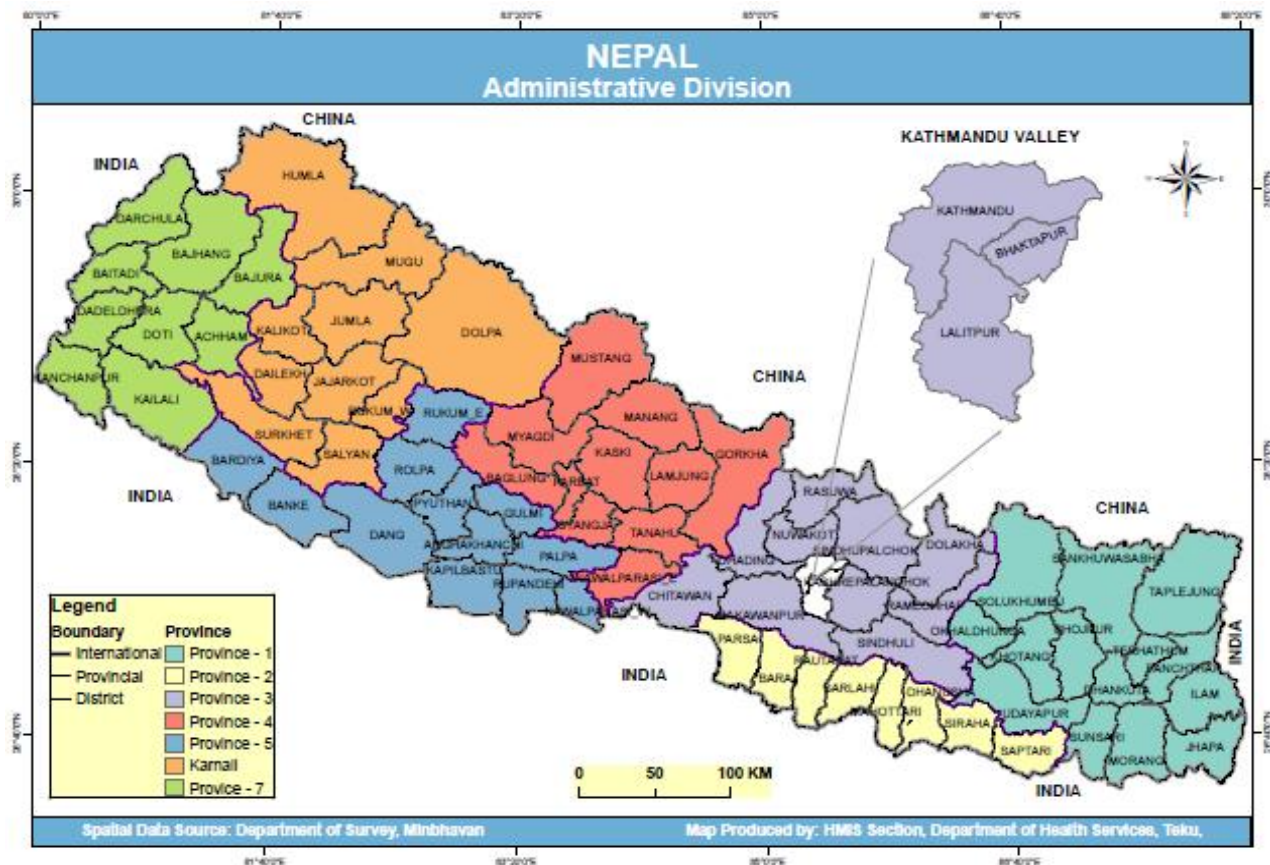 NEPAL
Administrative Division
CHINA
INDIA
KATHMANDU VALLEY
HUMLA
KATHMANDU
DARCHULA
BHAKTAPUR
BAJHANG
MUGU
BAITADI
BAJURA
DADELDHURA
JUMLA
DOLPA
KALIKOT
DOTI
ACHHAM
LALITPUR
MUSTANG
DAILEKH
JAJARKOT
CHINA
KAILALI
RUKUM_E
MANANG
SURKHET
MYAGDI
KASKI
GORKHA
SALYAN
BARDIYA
ROLPA
BAGLUNG
LAMJUNG
RASUWA
INDIA
BANKE
PYUTHAN
GULMI
CHINA
DANG
TANAHU
NUWAKOT
DOLAKHA
SINDHUPALCHOK
SANKHUWASABHA
PALPA
KAPILBASTU
CHITAWAN
TAPLEJUNG
RUPANDEHI
SOLUKHUMBU
SINDHULI
PARSA
OKHALDHUNGA
BHOJPUR
KHOTANG
INDIA
INDIA
BARA
SARLAHI
DHANKUTA
ILAM
UDAYAPUR
SIRAHA
SUNSARI
SAPTARI
MORANG
JHAPA
INDIA
Legend
Boundary
International
Provincial
District
Province
Province - 1
Province - 2
Province - 3
Province - 4
Province - 5
Karnali
Provice - 7
0 50 100 KM
Spatial Data Source: Department of Survey, Minbhavan
Map Produced by: HMIS Section, Department of Health Services, Teku,